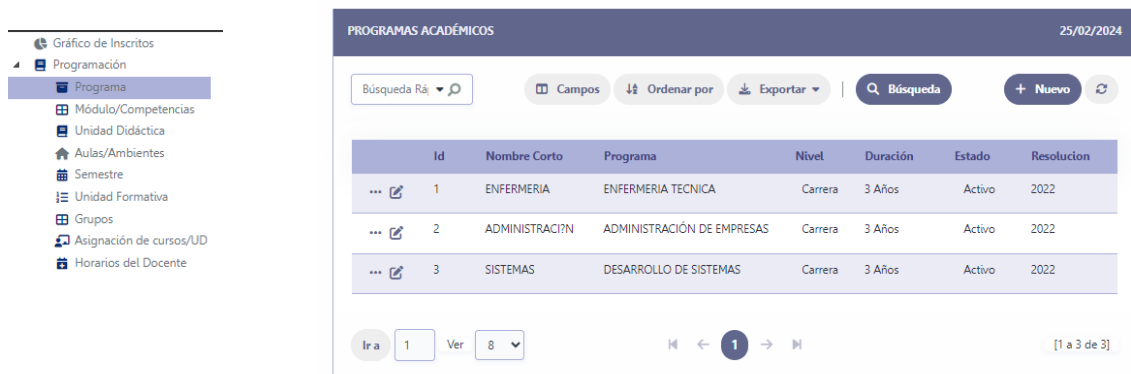 Gráfico de Inscritos
Programación
Programa
Módulo/Competencias
Unidad Didáctica
Aulas/Ambientes
Semestre
Unidad Formativa
Grupos
Asignación de cursos/UD
Horarios del Docente
PROGRAMAS ACADÉMICOS 25/02/2024
Búsqueda Ráp Campos Ordenar por Exportar | Búsqueda + Nuevo
Id Nombre Corto Programa Nivel Duración Estado Resolucion
1 ENFERMERIA ENFERMERIA TECNICA Carrera 3 Años Activo 2022
2 ADMINISTRACI?N ADMINISTRACIÓN DE EMPRESAS Carrera 3 Años Activo 2022
3 SISTEMAS DESARROLLO DE SISTEMAS Carrera 3 Años Activo 2022
Ir a 1 Ver 8 1 [1 a 3 de 3]